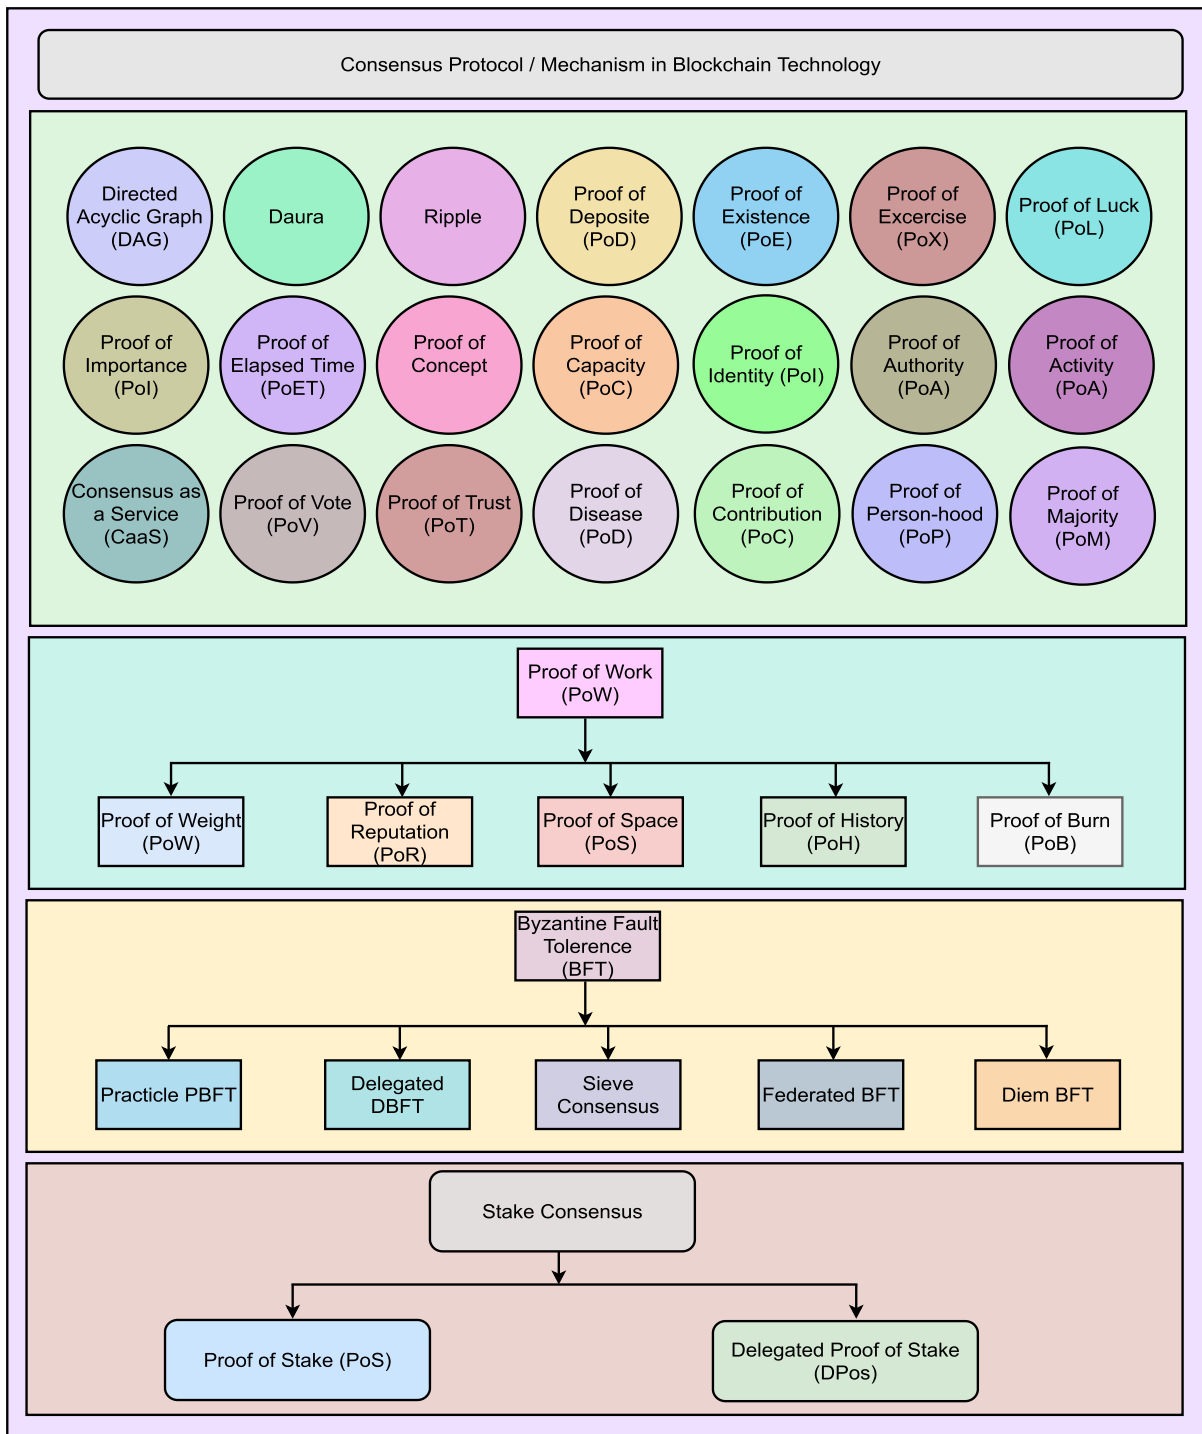 Consensus Protocol / Mechanism in Blockchain Technology
Directed
Acyclic Graph
(DAG)
Daura
Ripple
Proof of
Deposite
(PoD)
Proof of
Existence
(PoE)
Proof of
Excercise
(PoX)
Proof of Luck
(PoL)
Proof of
Importance
(PoI)
Proof of
Elapsed Time
(PoET)
Proof of
Concept
Proof of
Capacity
(PoC)
Proof of
Identity (PoI)
Proof of
Authority
(PoA)
Proof of
Activity
(PoA)
Consensus as
a Service
(CaaS)
Proof of Vote
(PoV)
Proof of Trust
(PoT)
Proof of
Disease
(PoD)
Proof of
Contribution
(PoC)
Proof of
Person-hood
(PoP)
Proof of
Majority
(PoM)
Proof of Work
(PoW)
Proof of Weight
(PoW)
Proof of
Reputation
(PoR)
Proof of Space
(PoS)
Proof of History
(PoH)
Proof of Burn
(PoB)
Byzantine Fault
Tolerence
(BFT)
Practicle PBFT
Delegated
DBFT
Sieve
Consensus
Federated BFT
Diem BFT
Stake Consensus
Proof of Stake (PoS)
Delegated Proof of Stake
(DPos)